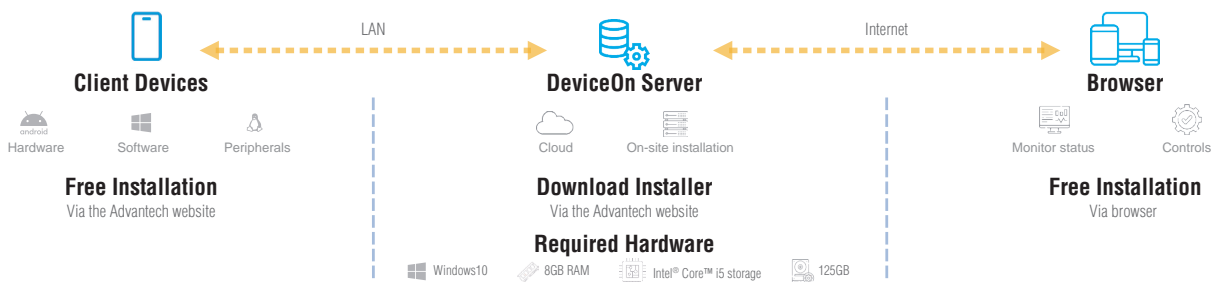 LAN
Internet
Client Devices
DeviceOn Server
Browser
android
Hardware
Software
Peripherals
Cloud
On-site installation
Monitor status
Controls
Free Installation
Via the Advantech website
Download Installer
Via the Advantech website
Free Installation
Via browser
Required Hardware
Windows10
8GB RAM
Intel® Core™ i5 storage
125GB